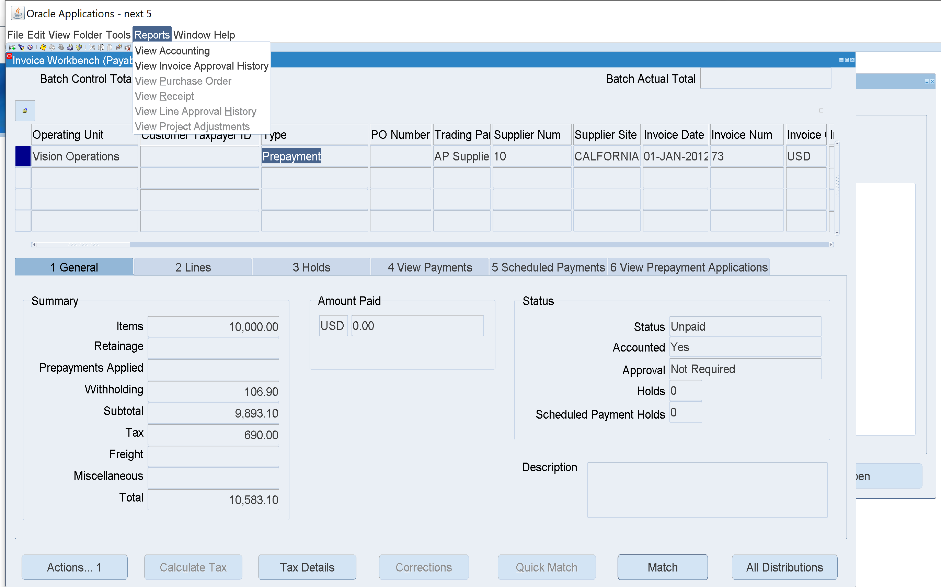 Oracle Applications - next 5
File Edit View Folder Tools Reports Window Help
View Accounting
Invoice Workbench (Payab
View Invoice Approval History
Batch Control Tota
View Purchase Order
Batch Actual Total
View Receipt
View Line Approval History
View Project Adjustments
Operating Unit Customer Taxpayer ID Type PO Number Trading Pa Supplier Num Supplier Site Invoice Date Invoice Num Invoice
Vision Operations Prepayment AP Supplie 10 CALFORNIA 01-JAN-2012 73 USD
1 General 2 Lines 3 Holds 4 View Payments 5 Scheduled Payments 6 View Prepayment Applications
Summary Amount Paid Status
Items 10,000.00 USD 0.00 Status Unpaid
Retainage Accounted Yes
Prepayments Applied Approval Not Required
Withholding 106.90 Holds 0
Subtotal 9,893.10 Scheduled Payment Holds 0
Tax 690.00
Freight
Miscellaneous Description
Total 10,583.10
pen
Actions... 1 Calculate Tax Tax Details Corrections Quick Match Match All Distributions